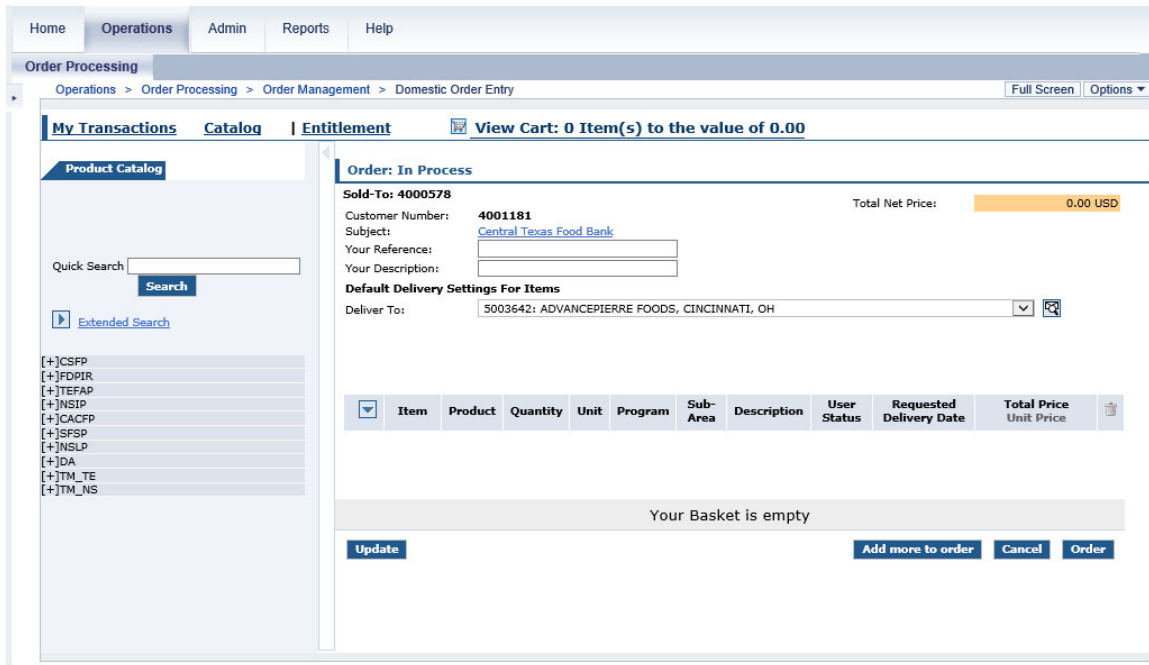 Home Operations Admin Reports Help
Order Processing
Operations > Order Processing > Order Management > Domestic Order Entry
Full Screen Options
My Transactions Catalog | Entitlement View Cart: 0 Item(s) to the value of 0.00
Product Catalog
Quick Search
Search
Extended Search
[+]CSFP
[+]FDPIR
[+]TEFAP
[+]NSIP
[+]CACFP
[+]SFSP
[+]NSLP
[+]DA
[+]TM_TE
[+]TM_NS
Order: In Process
Sold-To: 4000578
Total Net Price: 0.00 USD
Customer Number: 4001181
Subject: Central Texas Food Bank
Your Reference:
Your Description:
Default Delivery Settings For Items
Deliver To: 5003642: ADVANCEPIERRE FOODS, CINCINNATI, OH
Item Product Quantity Unit Program Sub-Area Description User Status Requested Delivery Date Total Price Unit Price
Your Basket is empty
Update Add more to order Cancel Order